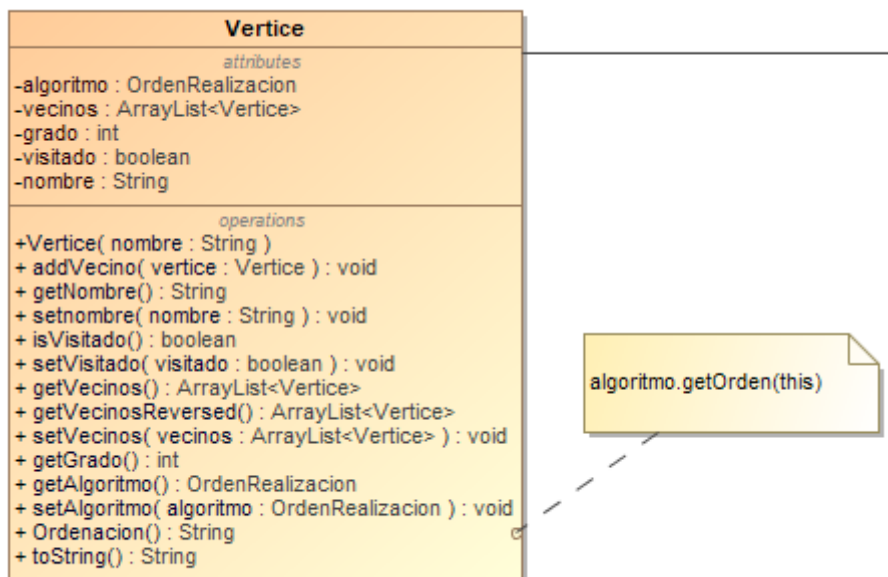 Vertice
attributes
-algoritmo : OrdenRealizacion
-vecinos : ArrayList<Vertice>
-grado : int
-visitado : boolean
-nombre : String
operations
+Vertice( nombre : String )
+ addVecino( vertice : Vertice ) : void
+ getNombre() : String
+ setnombre( nombre : String ) : void
+ isVisitado() : boolean
+ setVisitado( visitado : boolean ) : void
+ getVecinos() : ArrayList<Vertice>
+ getVecinosReversed() : ArrayList<Vertice>
+ setVecinos( vecinos : ArrayList<Vertice> ) : void
+ getGrado() : int
+ getAlgoritmo() : OrdenRealizacion
+ setAlgoritmo( algoritmo : OrdenRealizacion ) : void
+ Ordenacion() : String
+ toString() : String
algoritmo.getOrden(this)